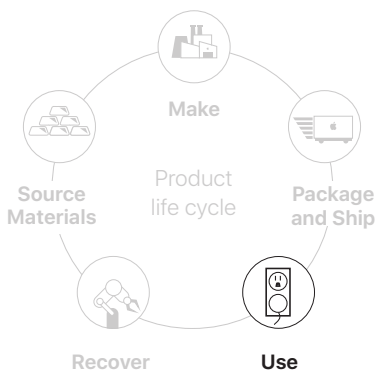 Make
Source
Materials
Product
life cycle
Package
and Ship
Recover
Use